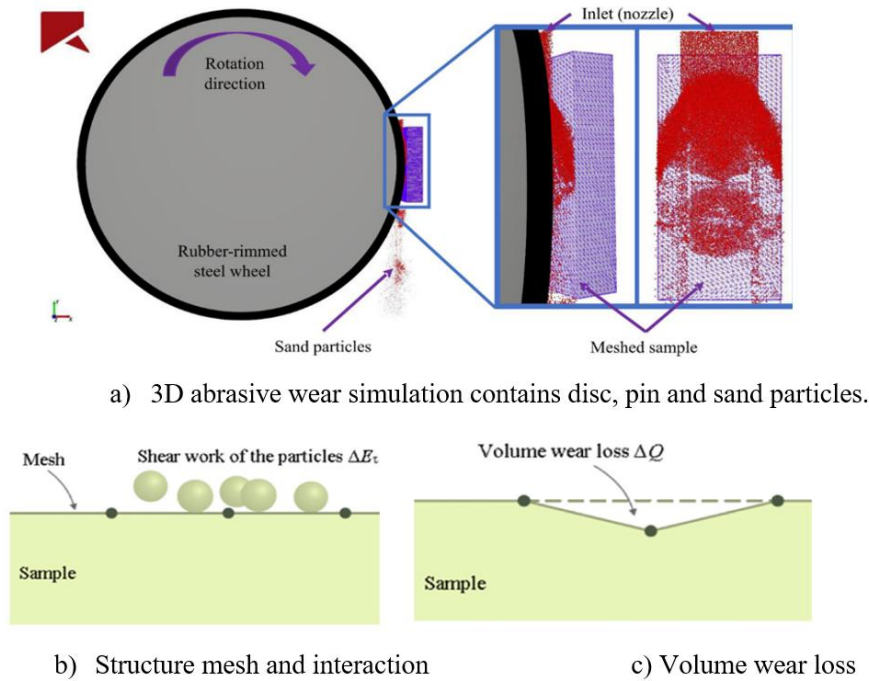 Inlet (nozzle)
Rotation
direction
Rubber-rimmed
steel wheel
Sand particles
Meshed sample
a) 3D abrasive wear simulation contains disc, pin and sand particles.
Mesh
Shear work of the particles ΔEτ
Sample
Volume wear loss ΔQ
Sample
b) Structure mesh and interaction
c) Volume wear loss